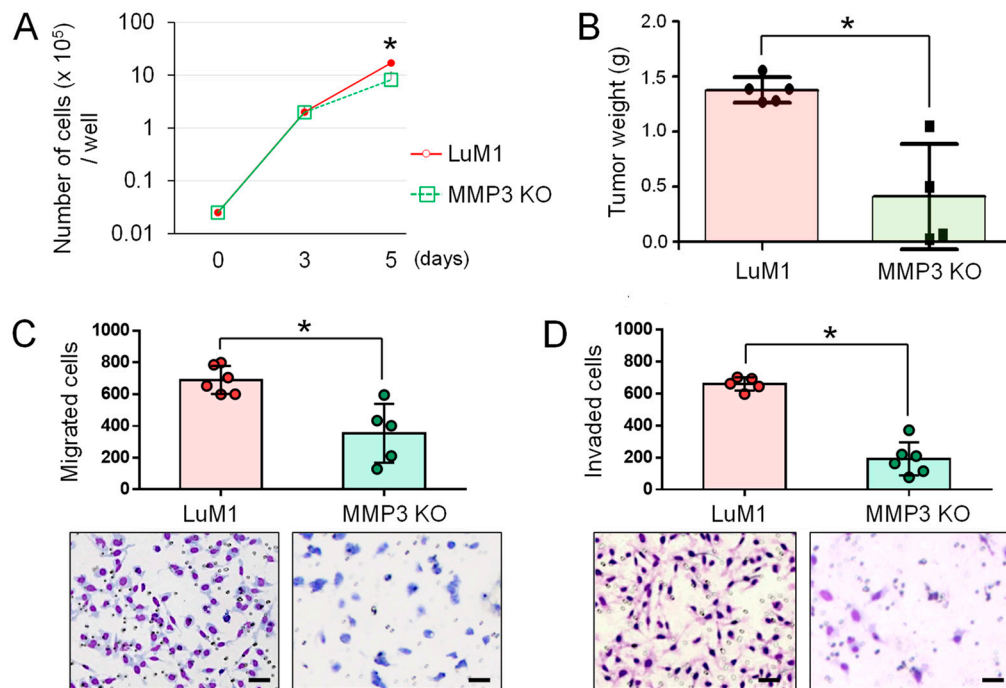 A
Number of cells (x 10⁵)
/ well
100
10
1
0.1
0.01
0 3 5 (days)
*
LuM1
MMP3 KO
B
Tumor weight (g)
2.0
1.5
1.0
0.5
0.0
*
LuM1 MMP3 KO
C
Migrated cells
1000
800
600
400
200
0
*
LuM1 MMP3 KO
D
Invaded cells
1000
800
600
400
200
0
*
LuM1 MMP3 KO